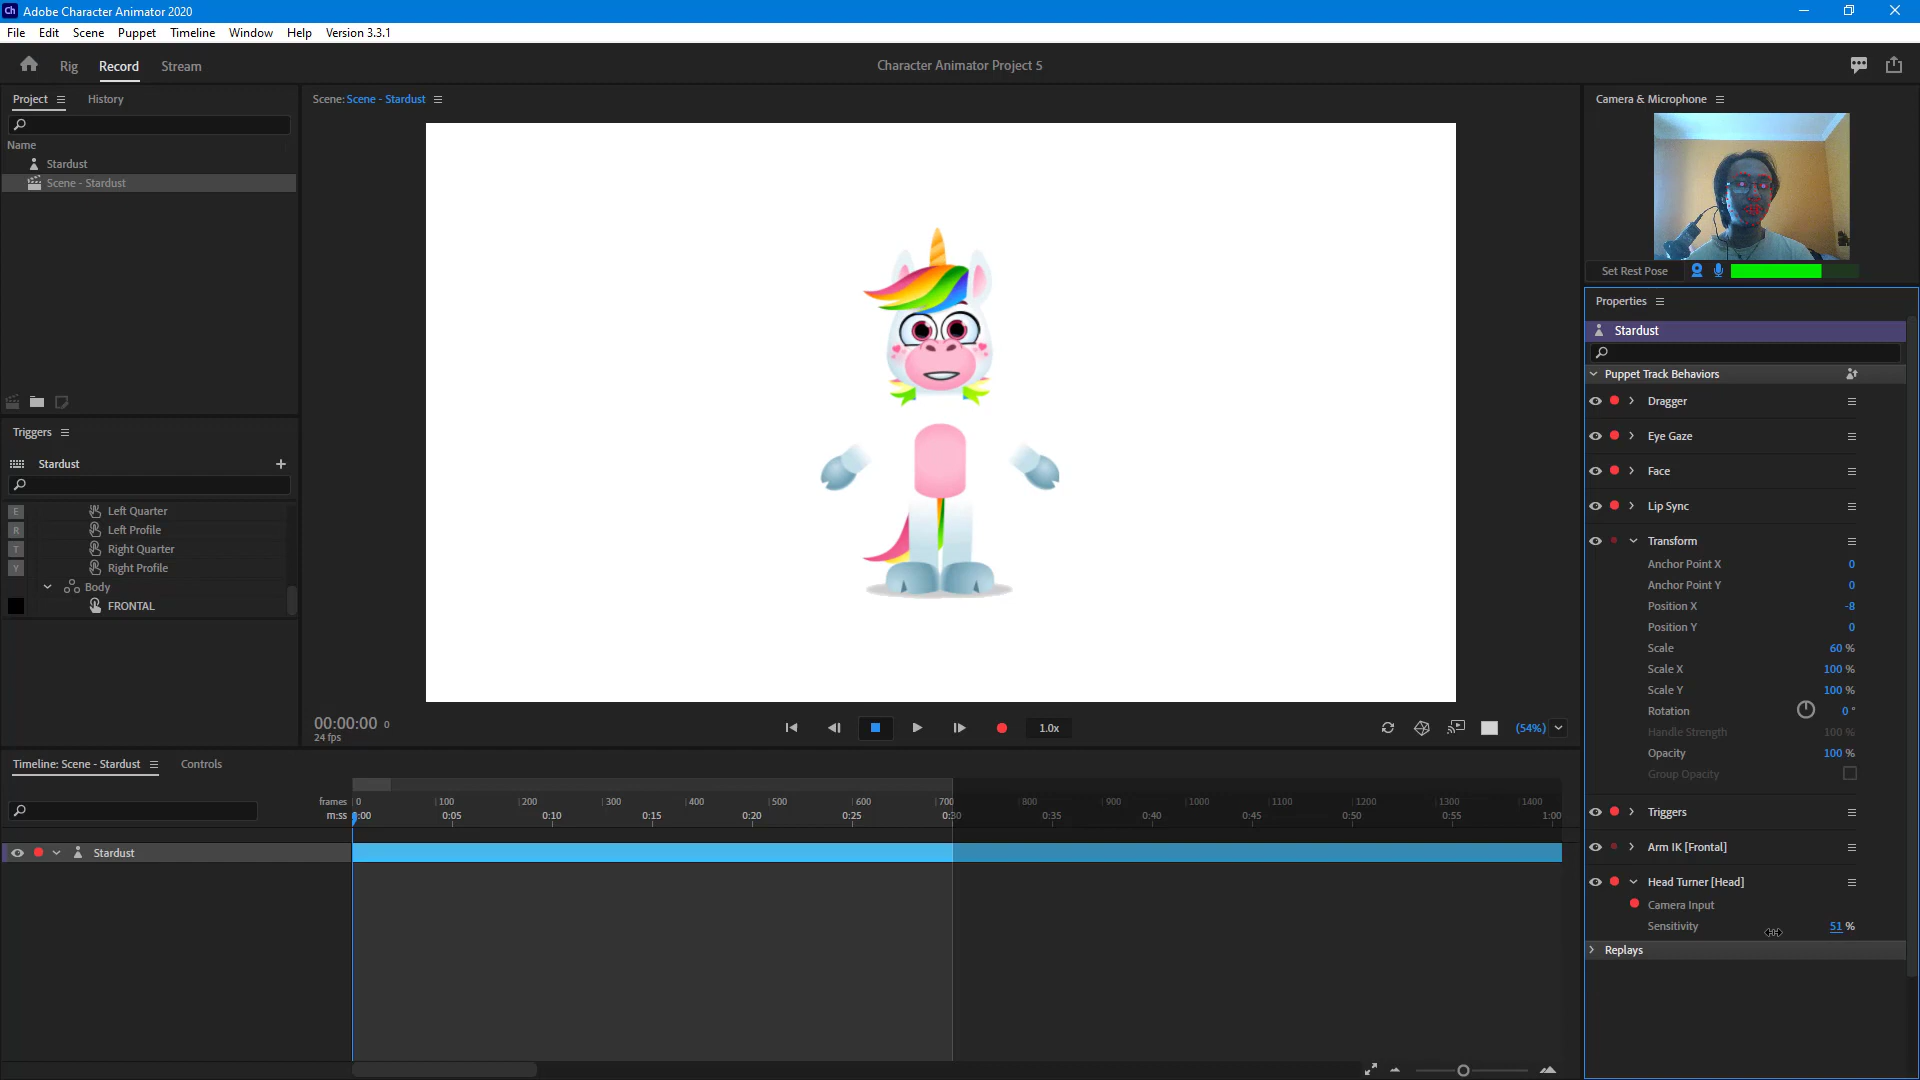 Ch Adobe Character Animator 2020
File Edit Scene Puppet Timeline Window Help Version 3.3.1
Rig Record Stream
Character Animator Project 5
Project History
Name
Stardust
Scene - Stardust
Triggers
Stardust
E Left Quarter
R Left Profile
T Right Quarter
Y Right Profile
Body
FRONTAL
Scene: Scene - Stardust
00:00:00 0
24 fps
1.0x
(54%)
Camera & Microphone
Set Rest Pose
Properties
Stardust
Puppet Track Behaviors
Dragger
Eye Gaze
Face
Lip Sync
Transform
Anchor Point X 0
Anchor Point Y 0
Position X -8
Position Y 0
Scale 60 %
Scale X 100 %
Scale Y 100 %
Rotation 0 °
Handle Strength 100 %
Opacity 100 %
Group Opacity
Triggers
Arm IK [Frontal]
Head Turner [Head]
Camera Input
Sensitivity 51 %
Replays
Timeline: Scene - Stardust Controls
frames 0 100 200 300 400 500 600 700 800 900 1000 1100 1200 1300 1400
m:ss 0:00 0:05 0:10 0:15 0:20 0:25 0:30 0:35 0:40 0:45 0:50 0:55 1:00
Stardust